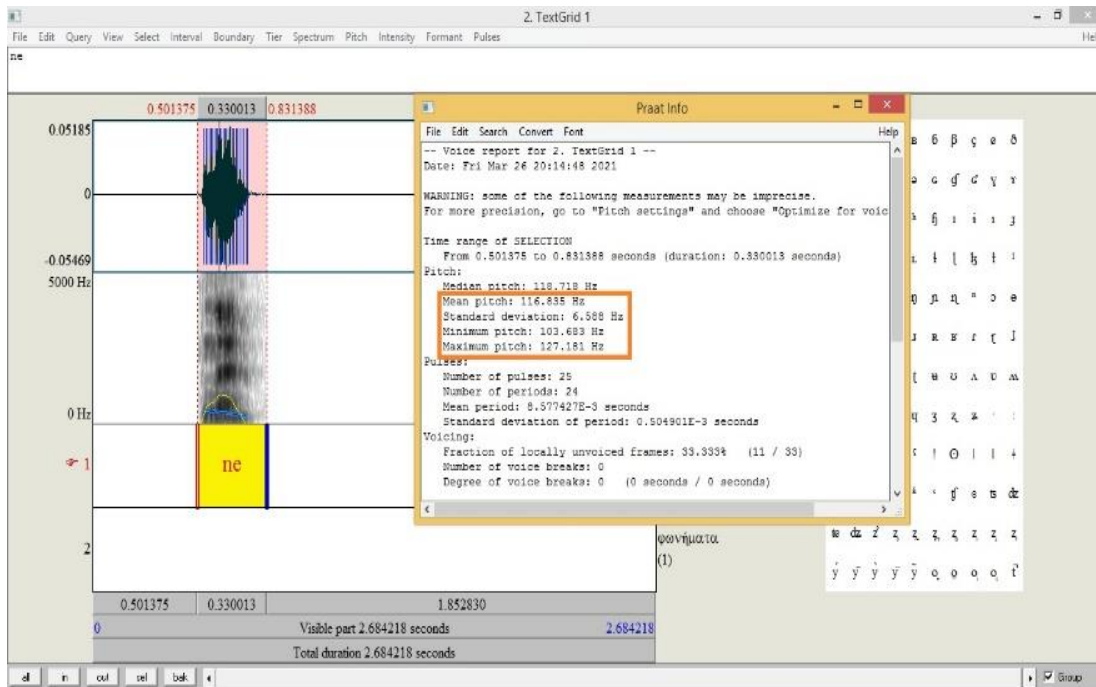 2. TextGrid 1
File Edit Query View Select Interval Boundary Tier Spectrum Pitch Intensity Formant Pulses Hel
ne
0.501375 0.330013 0.831388
0.05185
0
-0.05469
5000 Hz
0 Hz
1
ne
2
φωνήματα
(1)
0.501375 0.330013 1.852830
0 Visible part 2.684218 seconds 2.684218
Total duration 2.684218 seconds
all in out sel bak Group
Praat Info
File Edit Search Convert Font Help
-- Voice report for 2. TextGrid 1 --
Date: Fri Mar 26 20:14:48 2021
WARNING: some of the following measurements may be imprecise.
For more precision, go to "Pitch settings" and choose "Optimize for voic
Time range of SELECTION
From 0.501375 to 0.831388 seconds (duration: 0.330013 seconds)
Pitch:
Median pitch: 118.718 Hz
Mean pitch: 116.835 Hz
Standard deviation: 6.588 Hz
Minimum pitch: 103.683 Hz
Maximum pitch: 127.181 Hz
Pulses:
Number of pulses: 25
Number of periods: 24
Mean period: 8.577427E-3 seconds
Standard deviation of period: 0.504901E-3 seconds
Voicing:
Fraction of locally unvoiced frames: 33.333% (11 / 33)
Number of voice breaks: 0
Degree of voice breaks: 0 (0 seconds / 0 seconds)